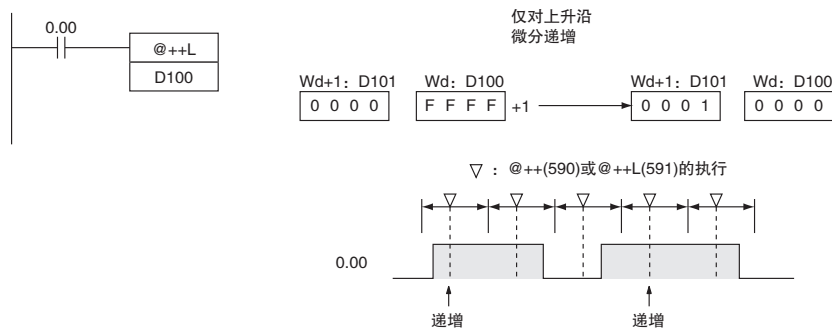 0.00
@++L
D100
仅对上升沿
微分递增
Wd+1：D101 Wd：D100 Wd+1：D101 Wd：D100
0 0 0 0 F F F F +1 0 0 0 1 0 0 0 0
▽ ：@++(590)或@++L(591)的执行
0.00
递增 递增